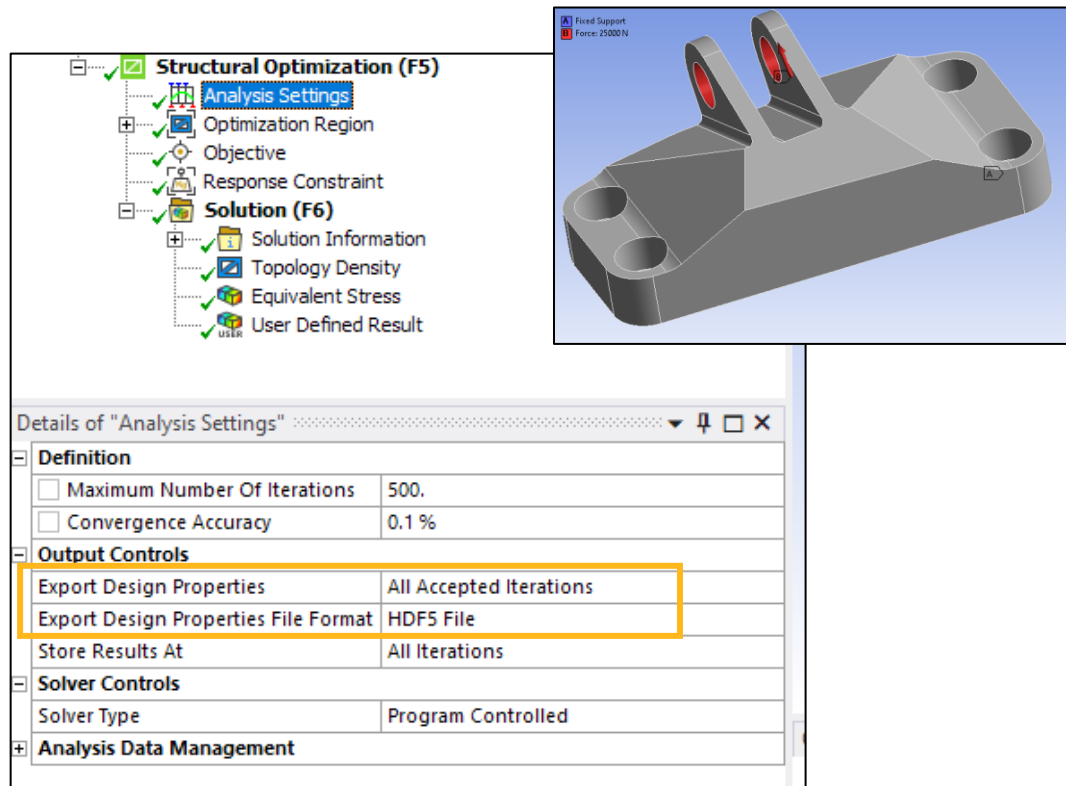 A Fixed Support
B Force: 25000 N
B
A
Structural Optimization (F5)
Analysis Settings
Optimization Region
Objective
Response Constraint
Solution (F6)
Solution Information
Topology Density
Equivalent Stress
User Defined Result
Details of "Analysis Settings"
Definition
Maximum Number Of Iterations 500.
Convergence Accuracy 0.1 %
Output Controls
Export Design Properties All Accepted Iterations
Export Design Properties File Format HDF5 File
Store Results At All Iterations
Solver Controls
Solver Type Program Controlled
Analysis Data Management